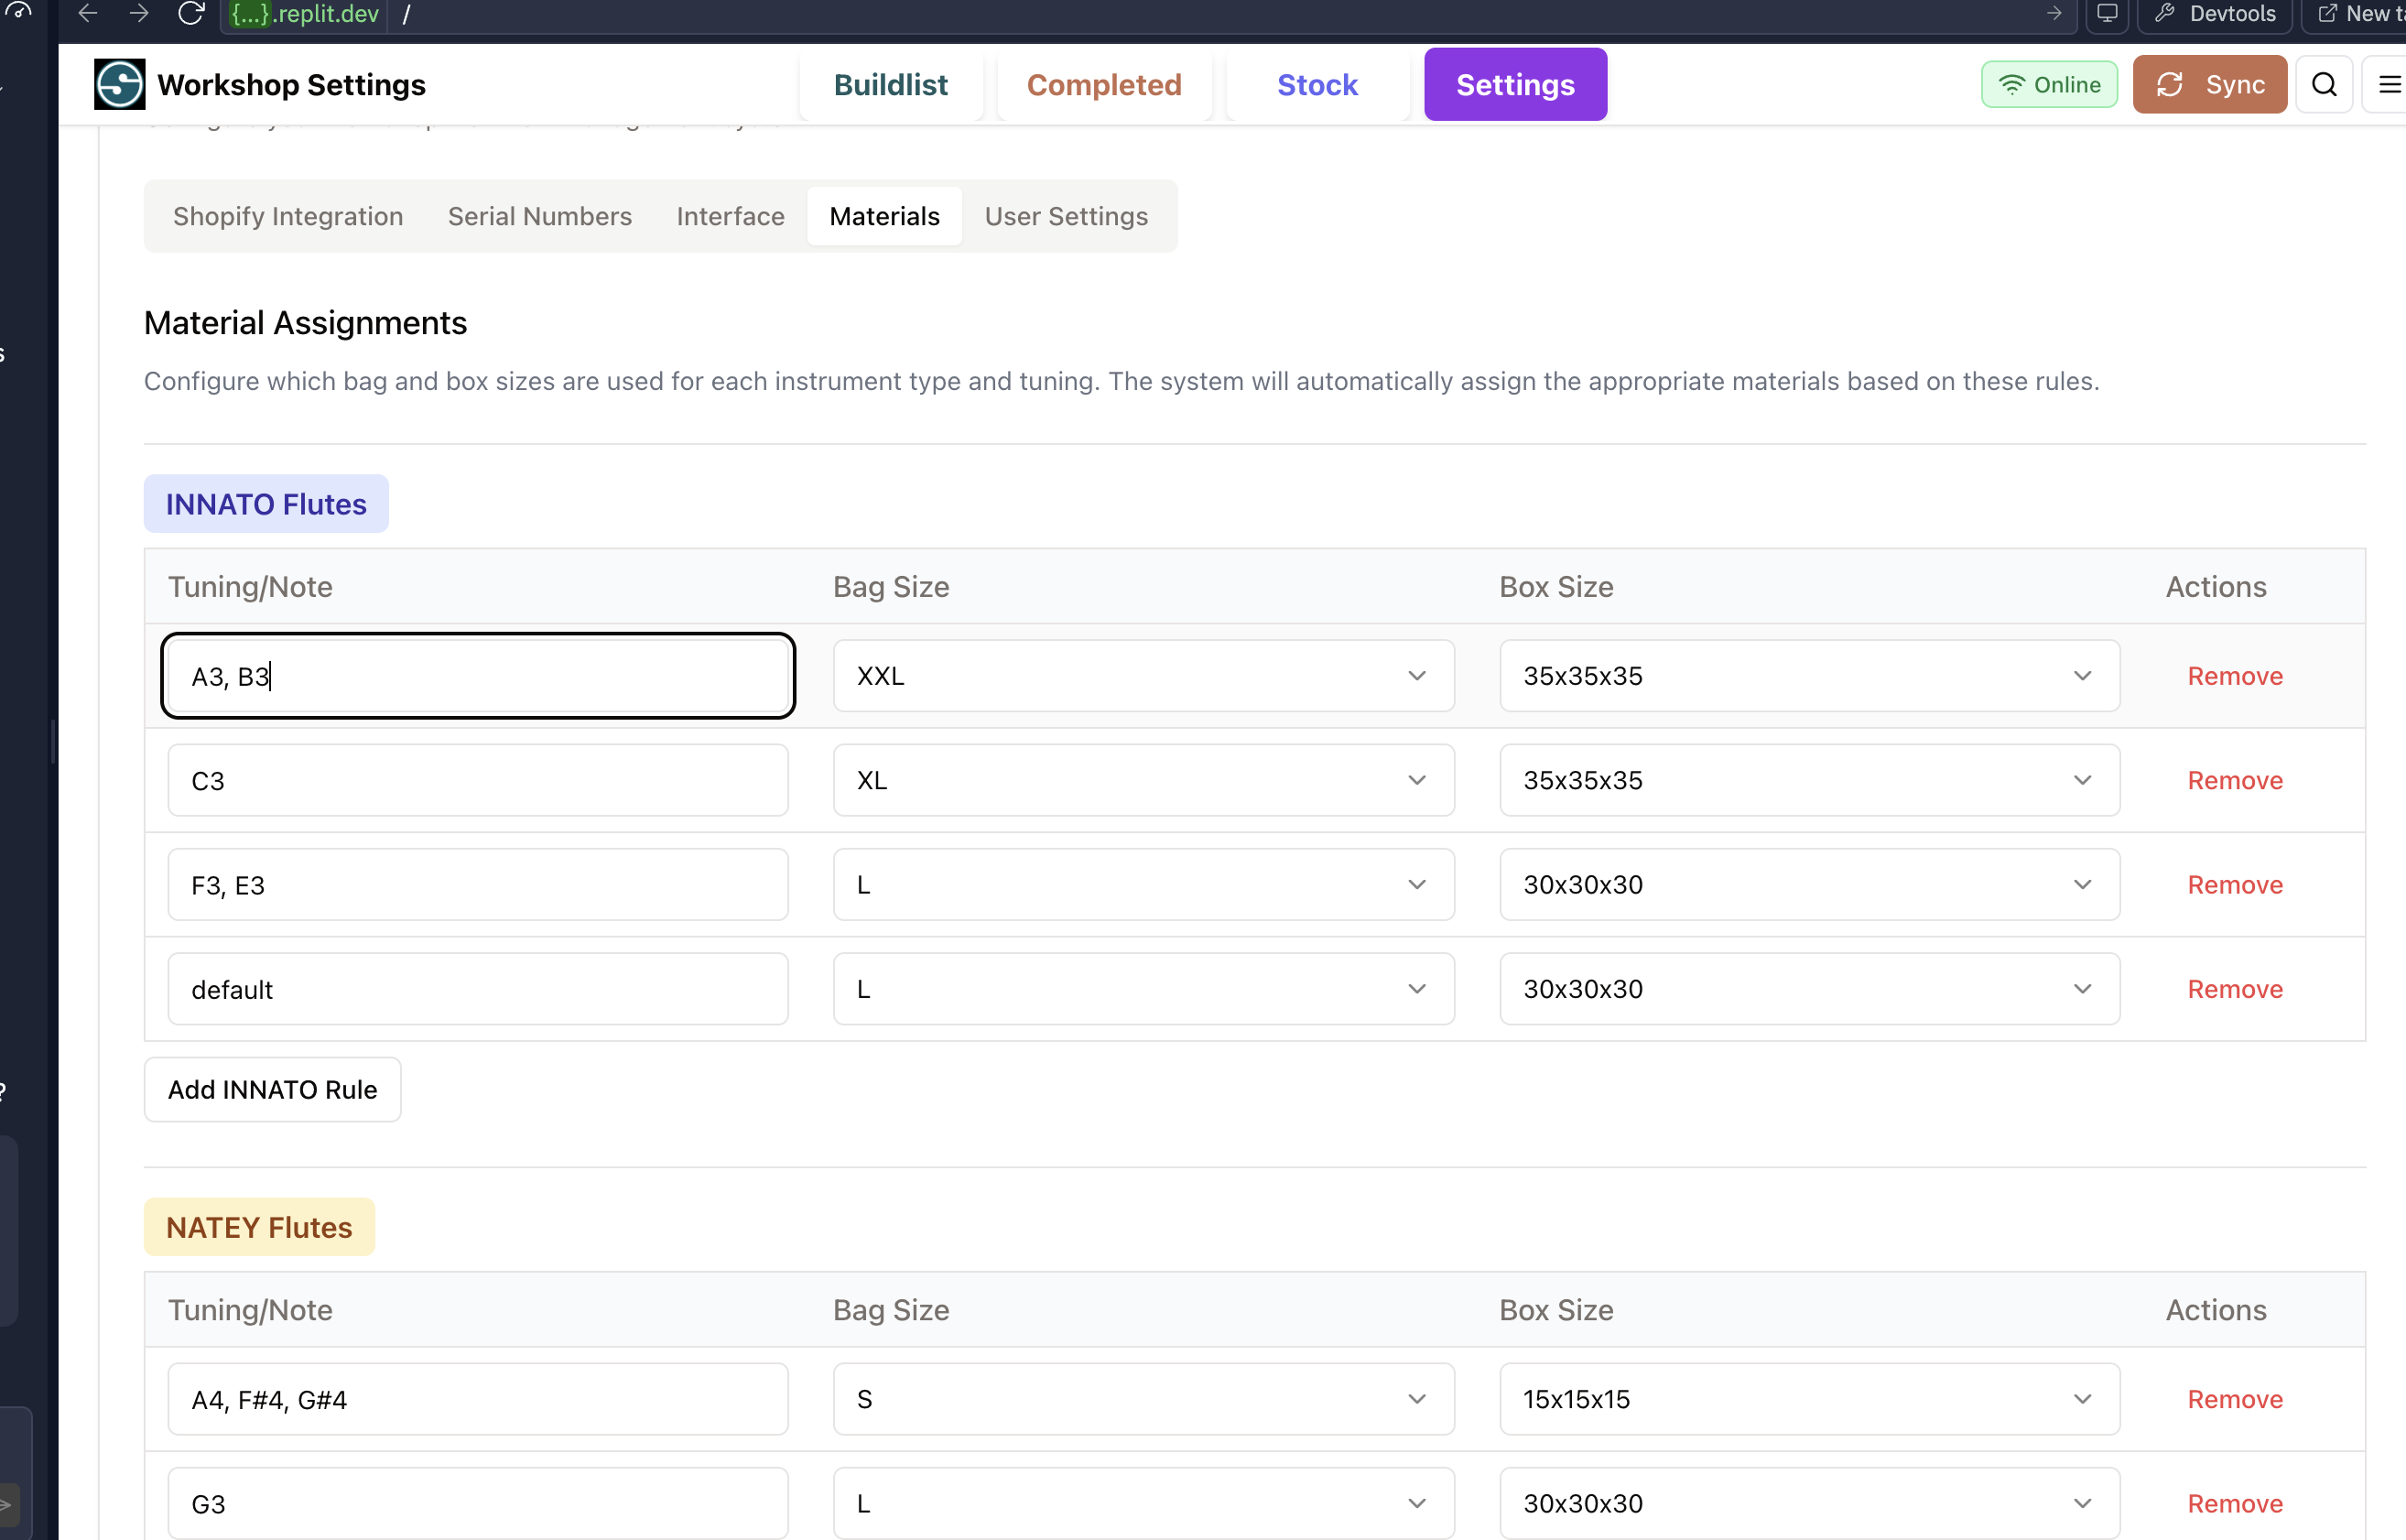 {...}.replit.dev /
Devtools
New
Workshop Settings
Buildlist
Completed
Stock
Settings
Online
Sync
Shopify Integration
Serial Numbers
Interface
Materials
User Settings
Material Assignments
Configure which bag and box sizes are used for each instrument type and tuning. The system will automatically assign the appropriate materials based on these rules.
INNATO Flutes
Tuning/Note Bag Size Box Size Actions
A3, B3 XXL 35x35x35 Remove
C3 XL 35x35x35 Remove
F3, E3 L 30x30x30 Remove
default L 30x30x30 Remove
Add INNATO Rule
NATEY Flutes
Tuning/Note Bag Size Box Size Actions
A4, F#4, G#4 S 15x15x15 Remove
G3 L 30x30x30 Remove